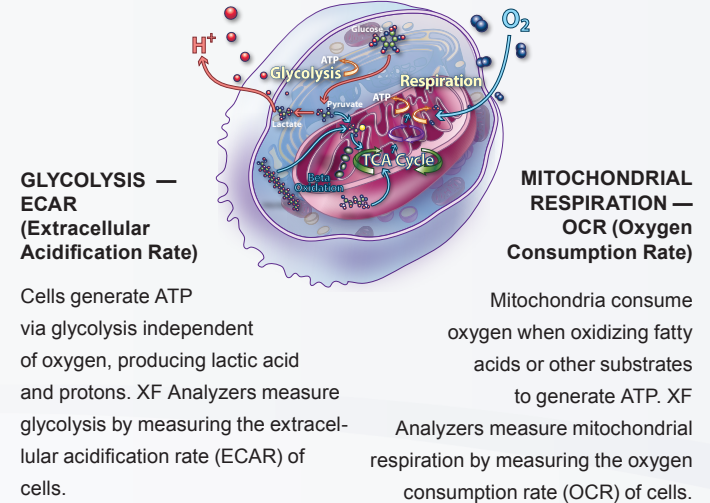 Glucose
H+
O2
ATP
Glycolysis
Respiration
ATP
Pyruvate
Lactate
TCA Cycle
Beta
Oxidation
GLYCOLYSIS —
ECAR
(Extracellular
Acidification Rate)
Cells generate ATP
via glycolysis independent
of oxygen, producing lactic acid
and protons. XF Analyzers measure
glycolysis by measuring the extracel-
lular acidification rate (ECAR) of
cells.
MITOCHONDRIAL
RESPIRATION —
OCR (Oxygen
Consumption Rate)
Mitochondria consume
oxygen when oxidizing fatty
acids or other substrates
to generate ATP. XF
Analyzers measure mitochondrial
respiration by measuring the oxygen
consumption rate (OCR) of cells.